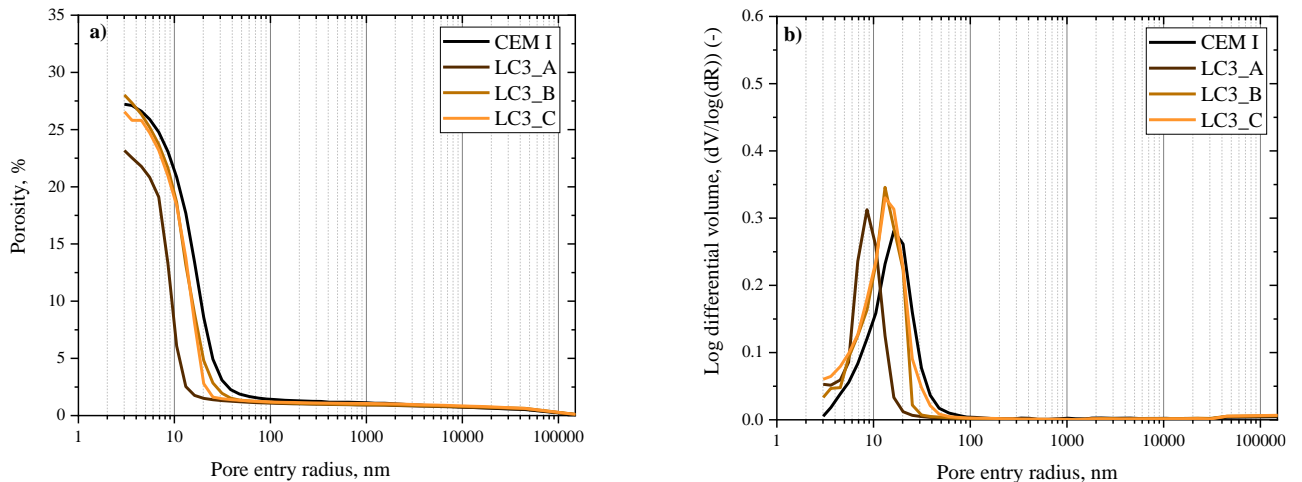 a)
CEM I
LC3_A
LC3_B
LC3_C
35
30
25
20
15
10
5
0
Porosity, %
1
10
100
1000
10000
100000
Pore entry radius, nm
b)
CEM I
LC3_A
LC3_B
LC3_C
0.6
0.5
0.4
0.3
0.2
0.1
0.0
Log differential volume, (dV/log(dR)) (-)
1
10
100
1000
10000
100000
Pore entry radius, nm